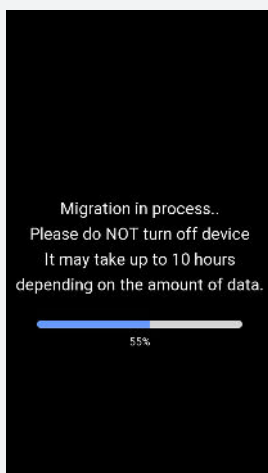 Migration in process..
Please do NOT turn off device
It may take up to 10 hours
depending on the amount of data.
55%